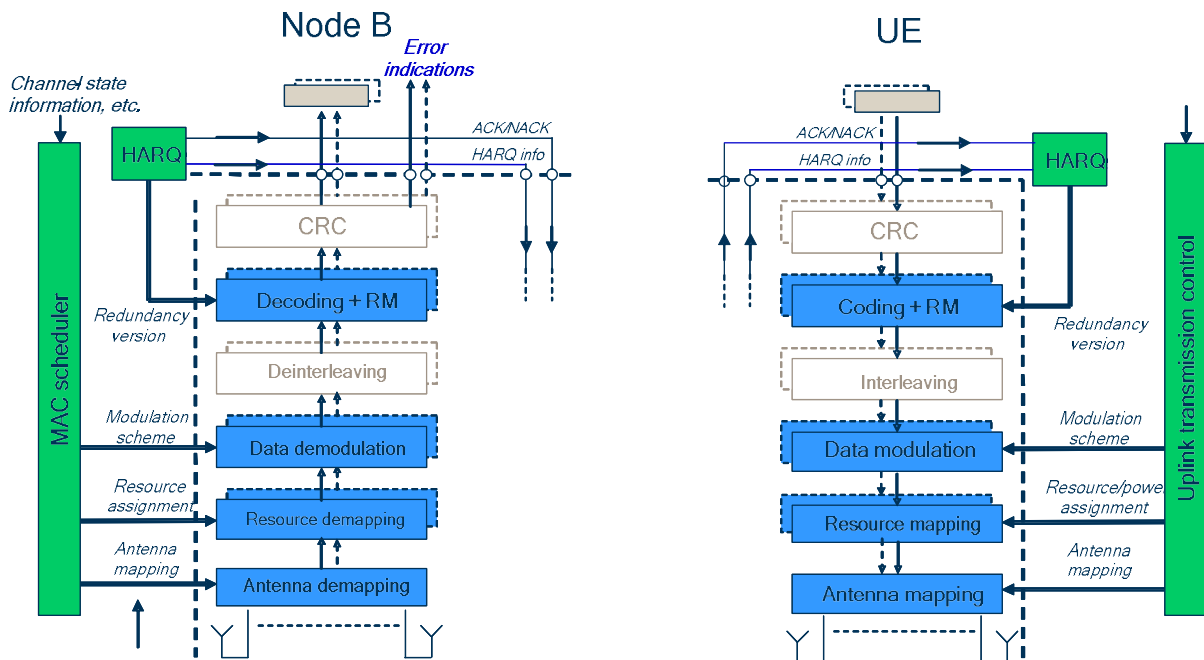 Node B
UE
Error
indications
Channel state
information, etc.
HARQ
ACK/NACK
HARQ info
CRC
Decoding + RM
Redundancy
version
Deinterleaving
MAC scheduler
Modulation
scheme
Data demodulation
Resource
assignment
Resource demapping
Antenna
mapping
Antenna demapping
ACK/NACK
HARQ info
HARQ
CRC
Coding + RM
Redundancy
version
Interleaving
Uplink transmission control
Modulation
scheme
Data modulation
Resource/power
assignment
Resource mapping
Antenna
mapping
Antenna mapping